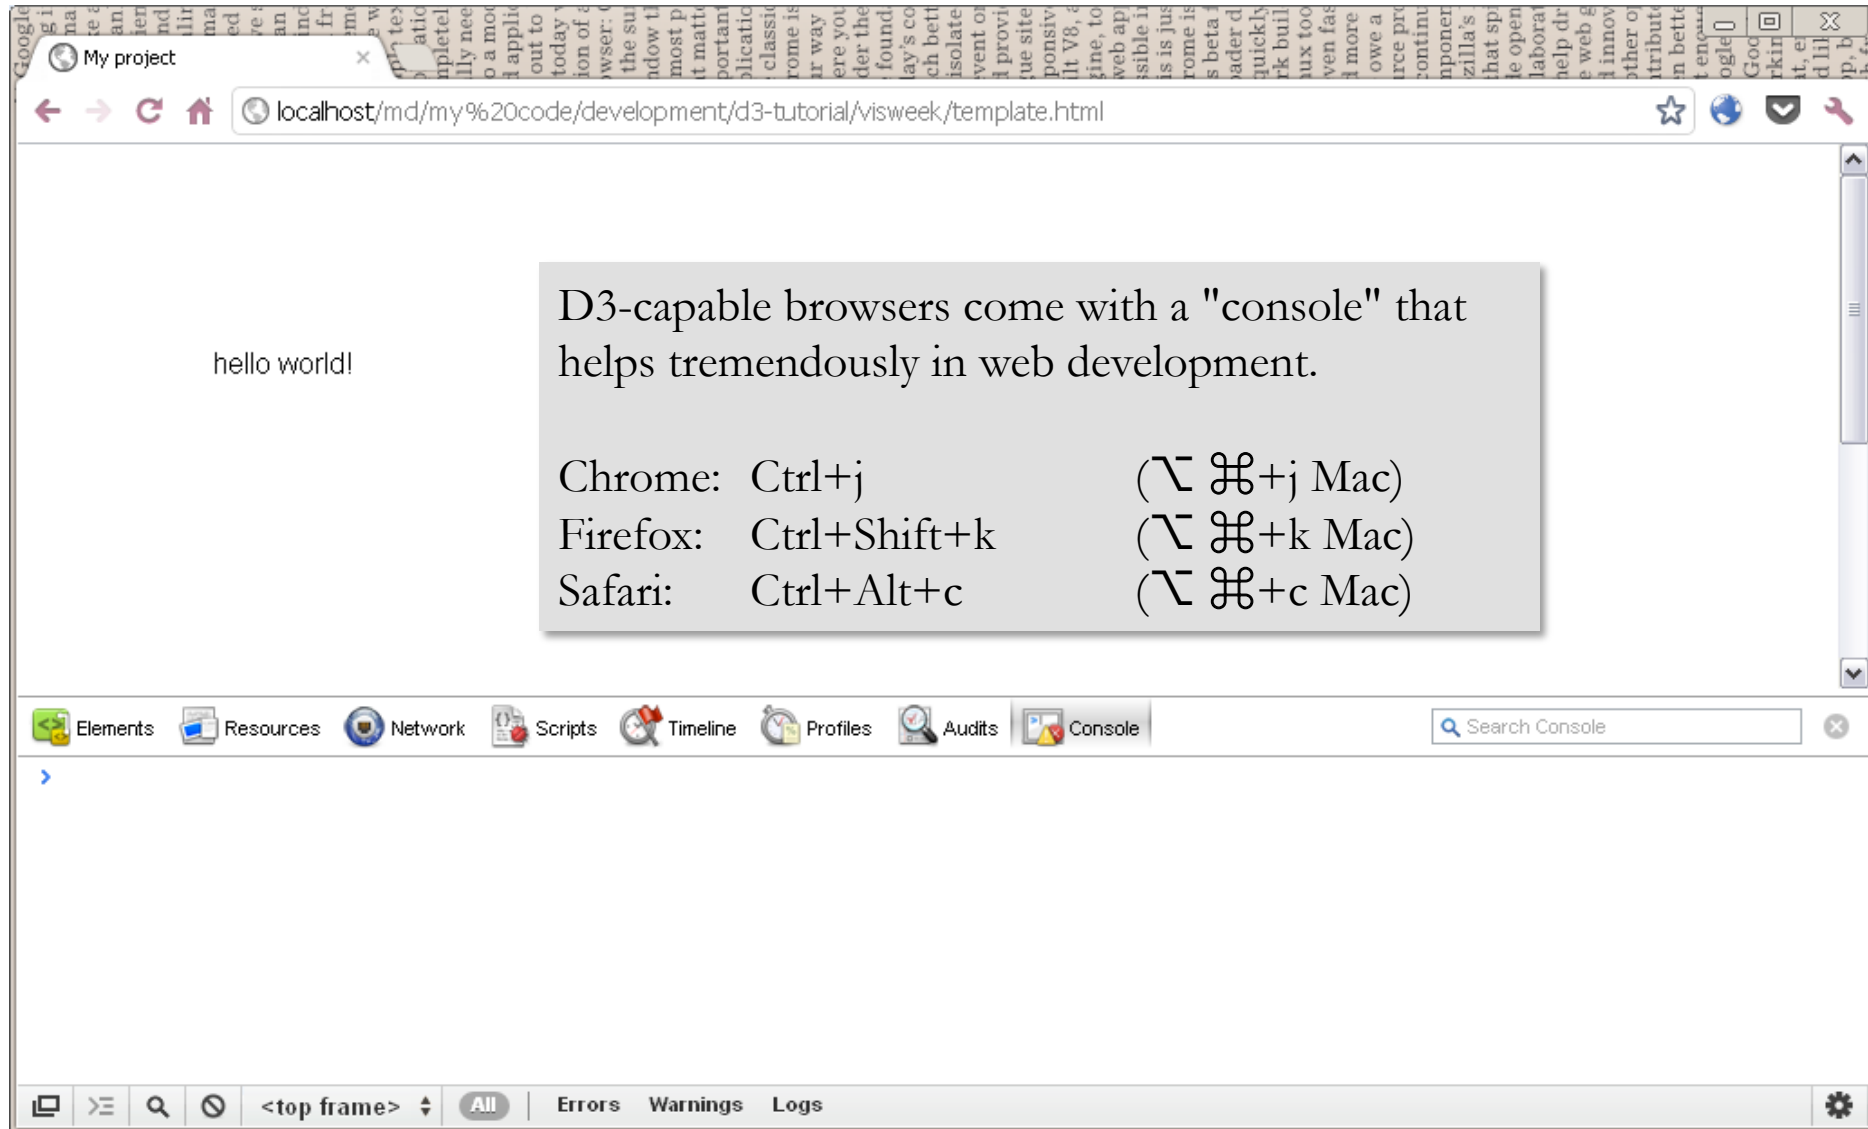 My project
localhost/md/my%20code/development/d3-tutorial/visweek/template.html
hello world!
D3-capable browsers come with a "console" that
helps tremendously in web development.
Chrome: Ctrl+j (⌥ ⌘+j Mac)
Firefox: Ctrl+Shift+k (⌥ ⌘+k Mac)
Safari: Ctrl+Alt+c (⌥ ⌘+c Mac)
Elements Resources Network Scripts Timeline Profiles Audits Console Search Console
<top frame> All Errors Warnings Logs